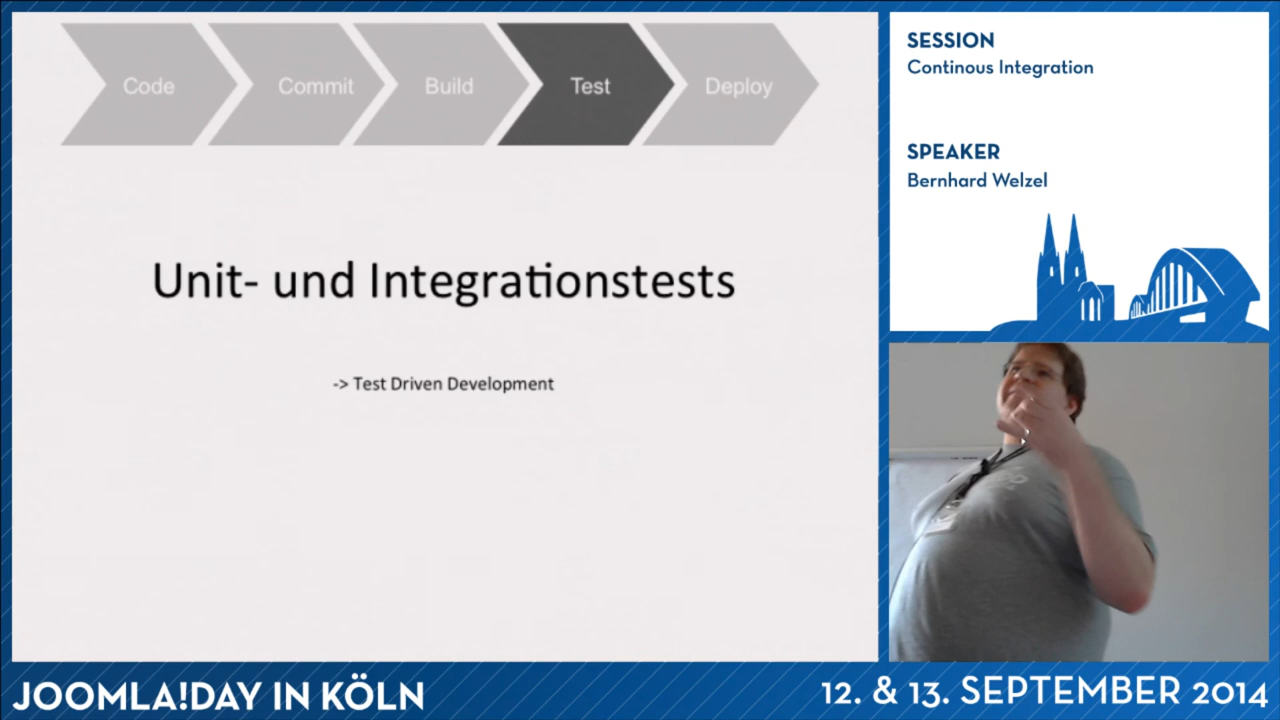 Code
Commit
Build
Test
Deploy
Unit- und Integrationstests
-> Test Driven Development
SESSION
Continous Integration
SPEAKER
Bernhard Welzel
JOOMLA!DAY IN KÖLN
12. & 13. SEPTEMBER 2014